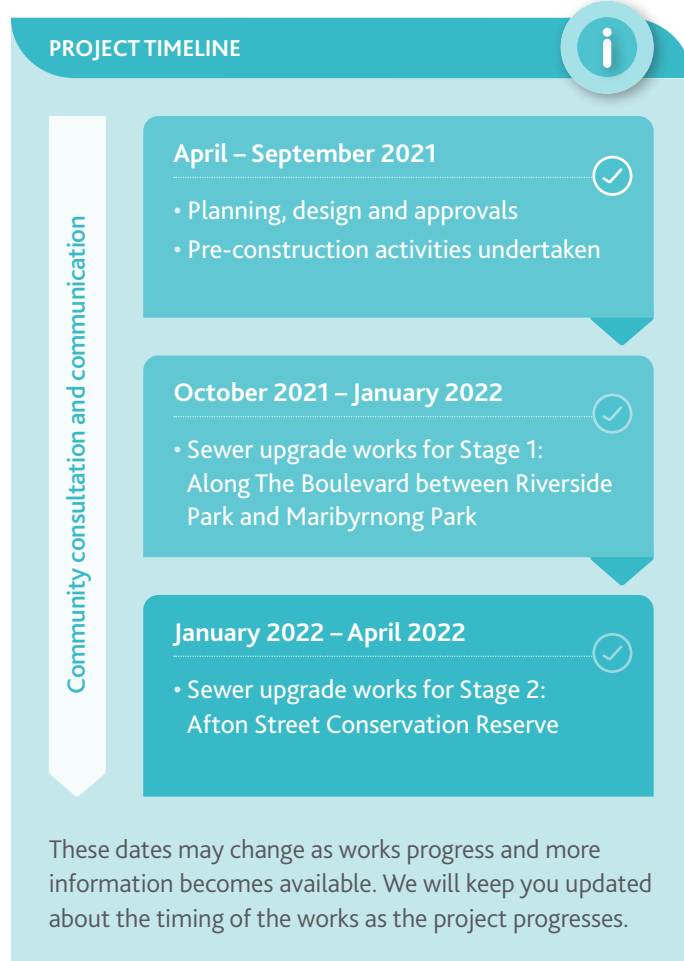 PROJECT TIMELINE
i
Community consultation and communication
April – September 2021
• Planning, design and approvals
• Pre-construction activities undertaken
October 2021 – January 2022
• Sewer upgrade works for Stage 1:
Along The Boulevard between Riverside
Park and Maribyrnong Park
January 2022 – April 2022
• Sewer upgrade works for Stage 2:
Afton Street Conservation Reserve
These dates may change as works progress and more
information becomes available. We will keep you updated
about the timing of the works as the project progresses.